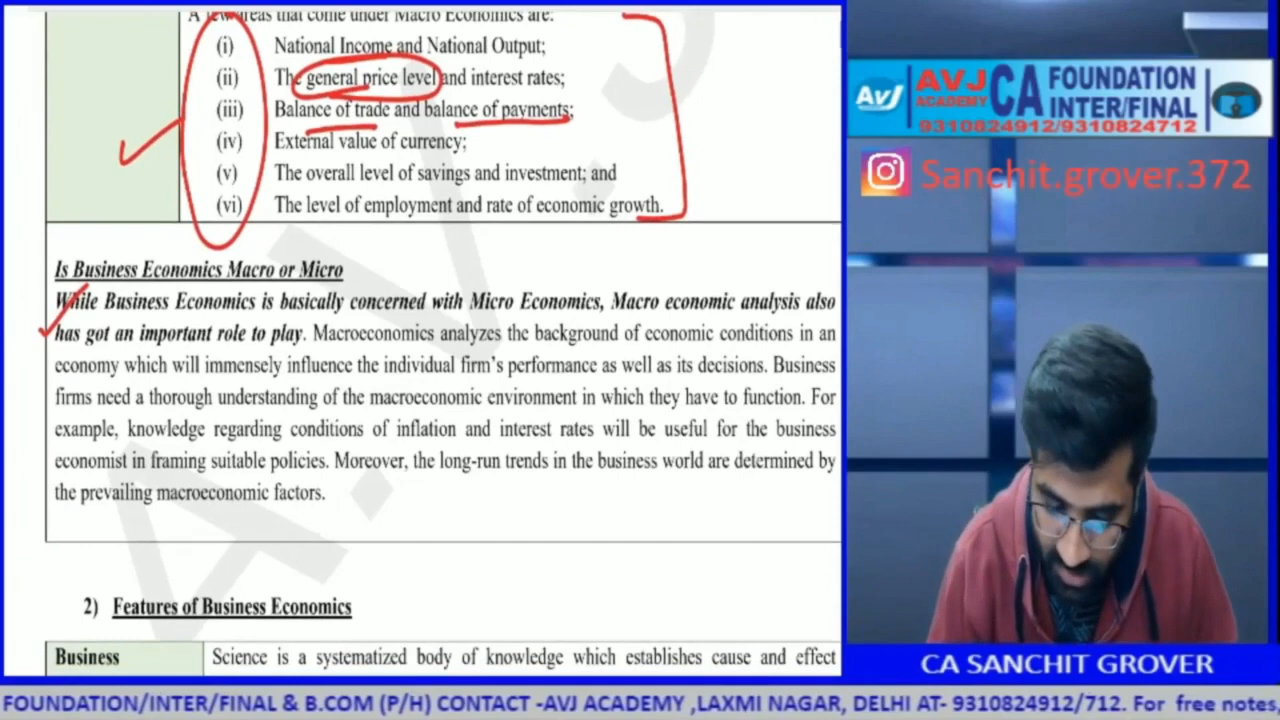 A few areas that come under Macro Economics are:
(i) National Income and National Output;
(ii) The general price level and interest rates;
(iii) Balance of trade and balance of payments;
(iv) External value of currency;
(v) The overall level of savings and investment; and
(vi) The level of employment and rate of economic growth.
Is Business Economics Macro or Micro
While Business Economics is basically concerned with Micro Economics, Macro economic analysis also
has got an important role to play. Macroeconomics analyzes the background of economic conditions in an
economy which will immensely influence the individual firm's performance as well as its decisions. Business
firms need a thorough understanding of the macroeconomic environment in which they have to function. For
example, knowledge regarding conditions of inflation and interest rates will be useful for the business
economist in framing suitable policies. Moreover, the long-run trends in the business world are determined by
the prevailing macroeconomic factors.
2) Features of Business Economics
Business Science is a systematized body of knowledge which establishes cause and effect
AVJ
AVJ
ACADEMY
CA
FOUNDATION
INTER/FINAL
9310824912/9310824712
Sanchit.grover.372
CA SANCHIT GROVER
FOUNDATION/INTER/FINAL & B.COM (P/H) CONTACT -AVJ ACADEMY ,LAXMI NAGAR, DELHI AT- 9310824912/712. For free notes,